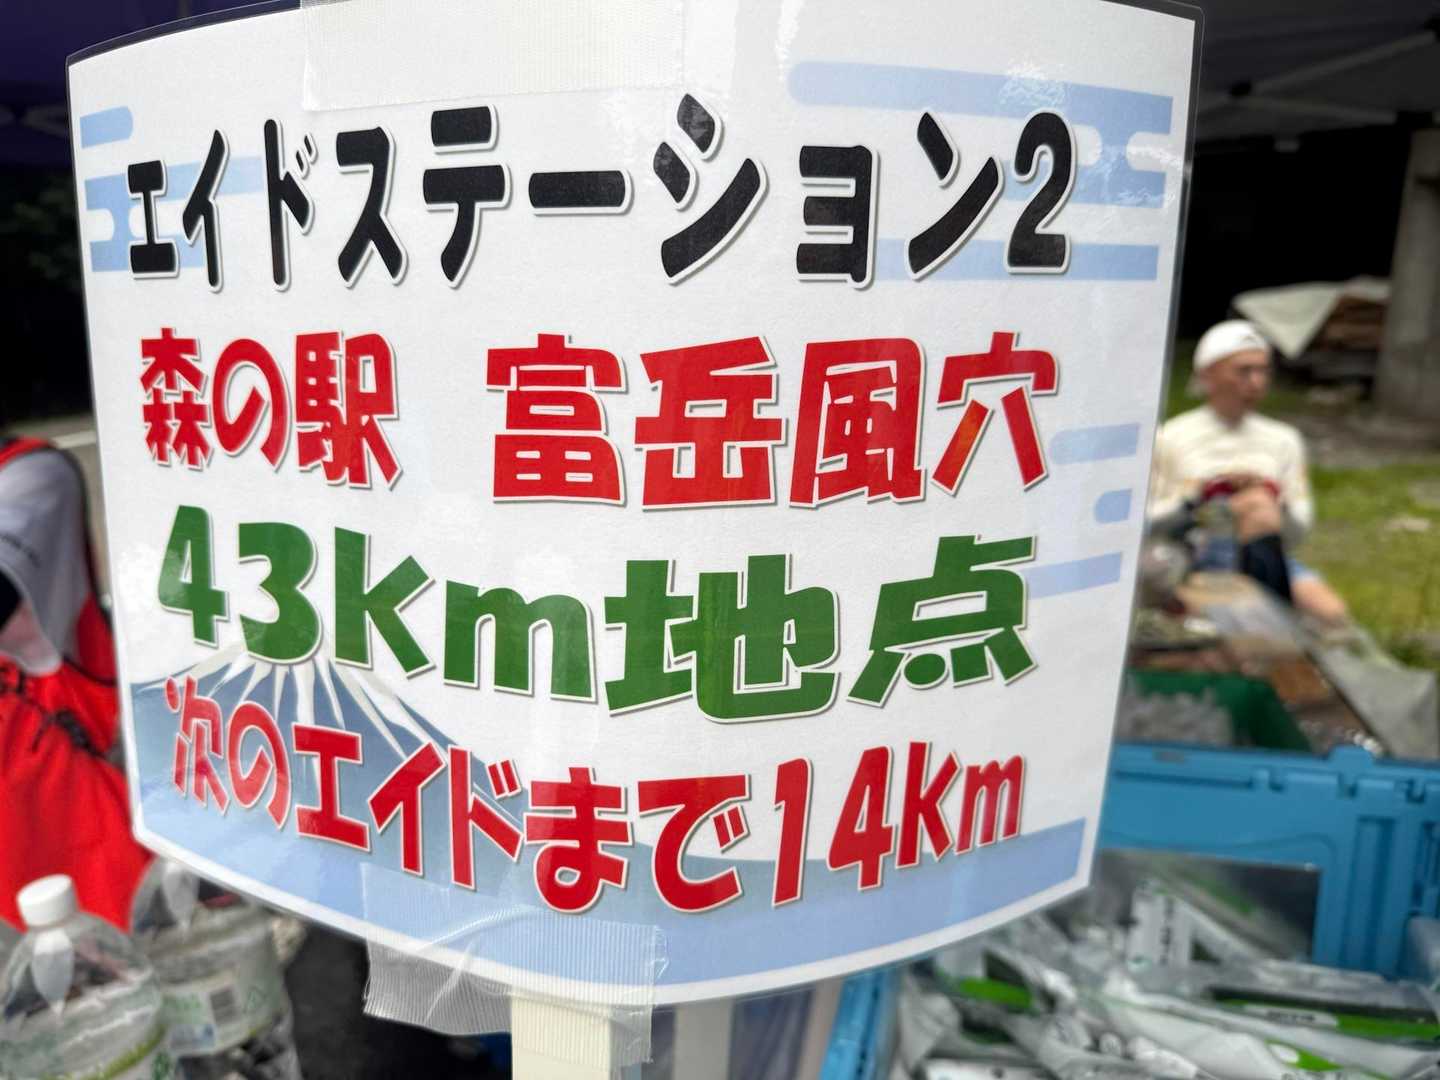 エイドステーション2
森の駅 富岳風穴
43km地点
次のエイドまで14km